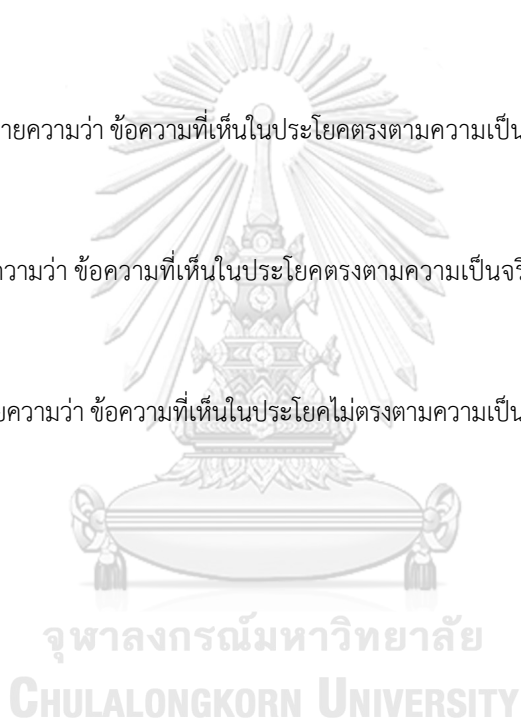 ายความว่า ข้อความที่เห็นในประโยคตรงตามความเป็น
ความว่า ข้อความที่เห็นในประโยคตรงตามความเป็นจริ
ยความว่า ข้อความที่เห็นในประโยคไม่ตรงตามความเป็น
จุฬาลงกรณ์มหาวิทยาลัย
CHULALONGKORN UNIVERSITY